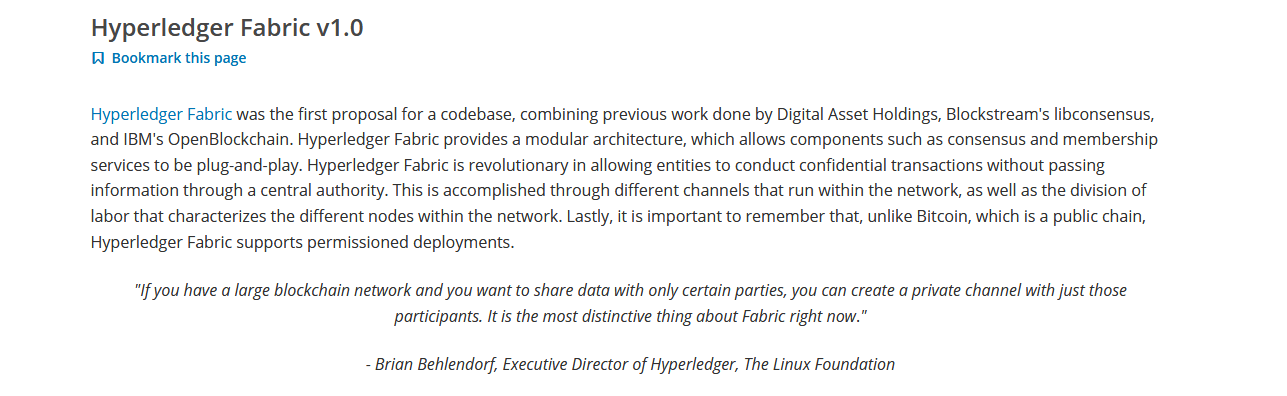 Hyperledger Fabric v1.0
Bookmark this page
Hyperledger Fabric was the first proposal for a codebase, combining previous work done by Digital Asset Holdings, Blockstream's libconsensus,
and IBM's OpenBlockchain. Hyperledger Fabric provides a modular architecture, which allows components such as consensus and membership
services to be plug-and-play. Hyperledger Fabric is revolutionary in allowing entities to conduct confidential transactions without passing
information through a central authority. This is accomplished through different channels that run within the network, as well as the division of
labor that characterizes the different nodes within the network. Lastly, it is important to remember that, unlike Bitcoin, which is a public chain,
Hyperledger Fabric supports permissioned deployments.
"If you have a large blockchain network and you want to share data with only certain parties, you can create a private channel with just those
participants. It is the most distinctive thing about Fabric right now."
- Brian Behlendorf, Executive Director of Hyperledger, The Linux Foundation